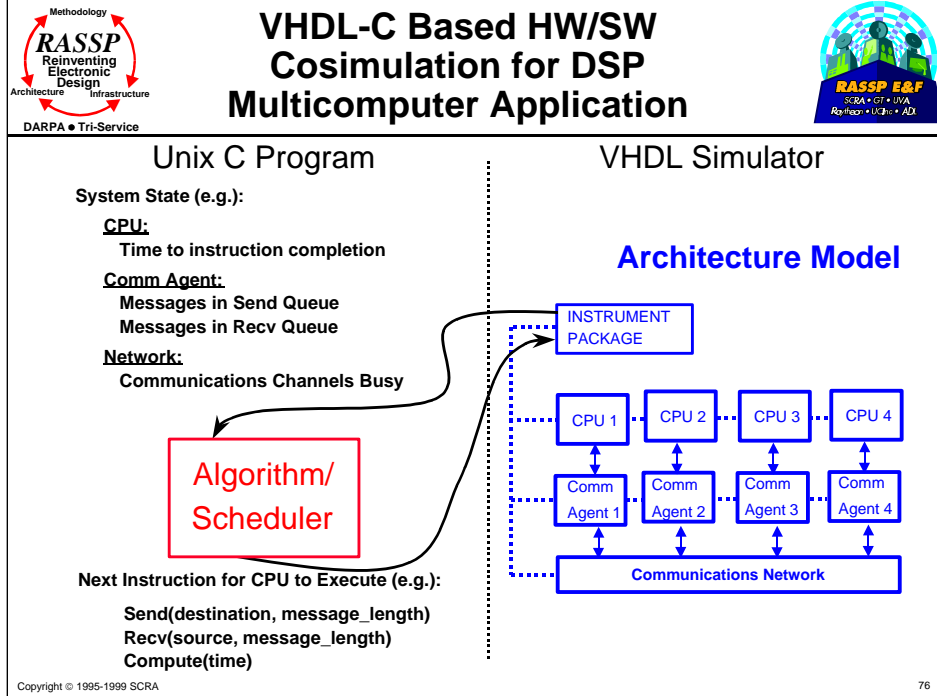 Methodology
RASSP
Reinventing
Electronic
Design
Architecture
Infrastructure
DARPA ● Tri-Service
VHDL-C Based HW/SW
Cosimulation for DSP
Multicomputer Application
RASSP E&F
SCRA • GT • UVA
Raytheon • UCinc • ADL
Unix C Program
VHDL Simulator
System State (e.g.):
CPU:
Time to instruction completion
Comm Agent:
Messages in Send Queue
Messages in Recv Queue
Network:
Communications Channels Busy
Architecture Model
INSTRUMENT
PACKAGE
CPU 1
CPU 2
CPU 3
CPU 4
Comm
Agent 1
Comm
Agent 2
Comm
Agent 3
Comm
Agent 4
Communications Network
Algorithm/
Scheduler
Next Instruction for CPU to Execute (e.g.):
Send(destination, message_length)
Recv(source, message_length)
Compute(time)
Copyright © 1995-1999 SCRA
76